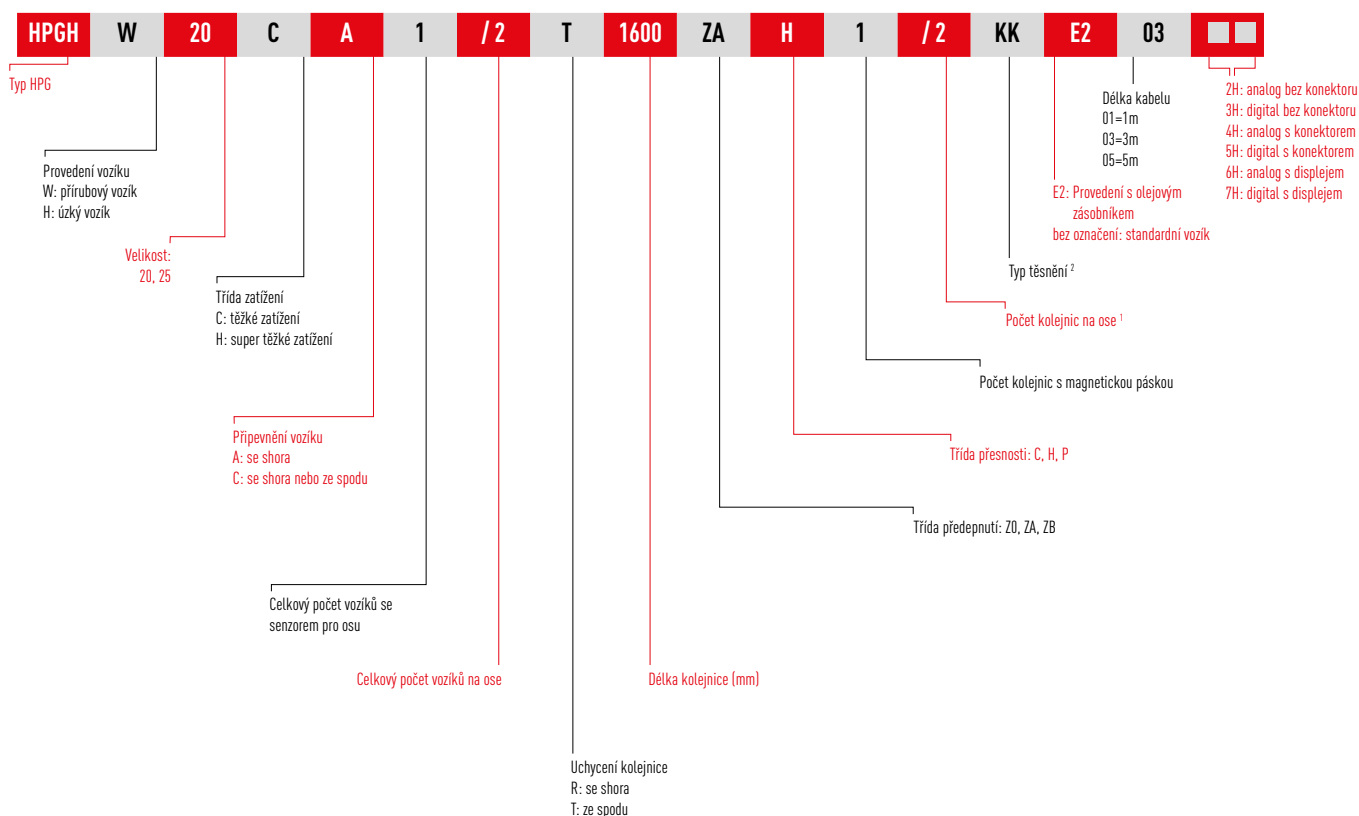 HPGH W 20 C A 1 / 2 T 1600 ZA H 1 / 2 KK E2 03
Typ HPG
Provedení vozíku
W: přírubový vozík
H: úzký vozík
Velikost:
20, 25
Třída zatížení
C: těžké zatížení
H: super těžké zatížení
Připevnění vozíku
A: se shora
C: se shora nebo ze spodu
Celkový počet vozíků se
senzorem pro osu
Celkový počet vozíků na ose
Uchycení kolejnice
R: se shora
T: ze spodu
Délka kolejnice (mm)
Třída předepnutí: Z0, ZA, ZB
Třída přesnosti: C, H, P
Počet kolejnic s magnetickou páskou
Počet kolejnic na ose ¹
Typ těsnění ²
E2: Provedení s olejovým
zásobníkem
bez označení: standardní vozík
Délka kabelu
01=1m
03=3m
05=5m
2H: analog bez konektoru
3H: digital bez konektoru
4H: analog s konektorem
5H: digital s konektorem
6H: analog s displejem
7H: digital s displejem